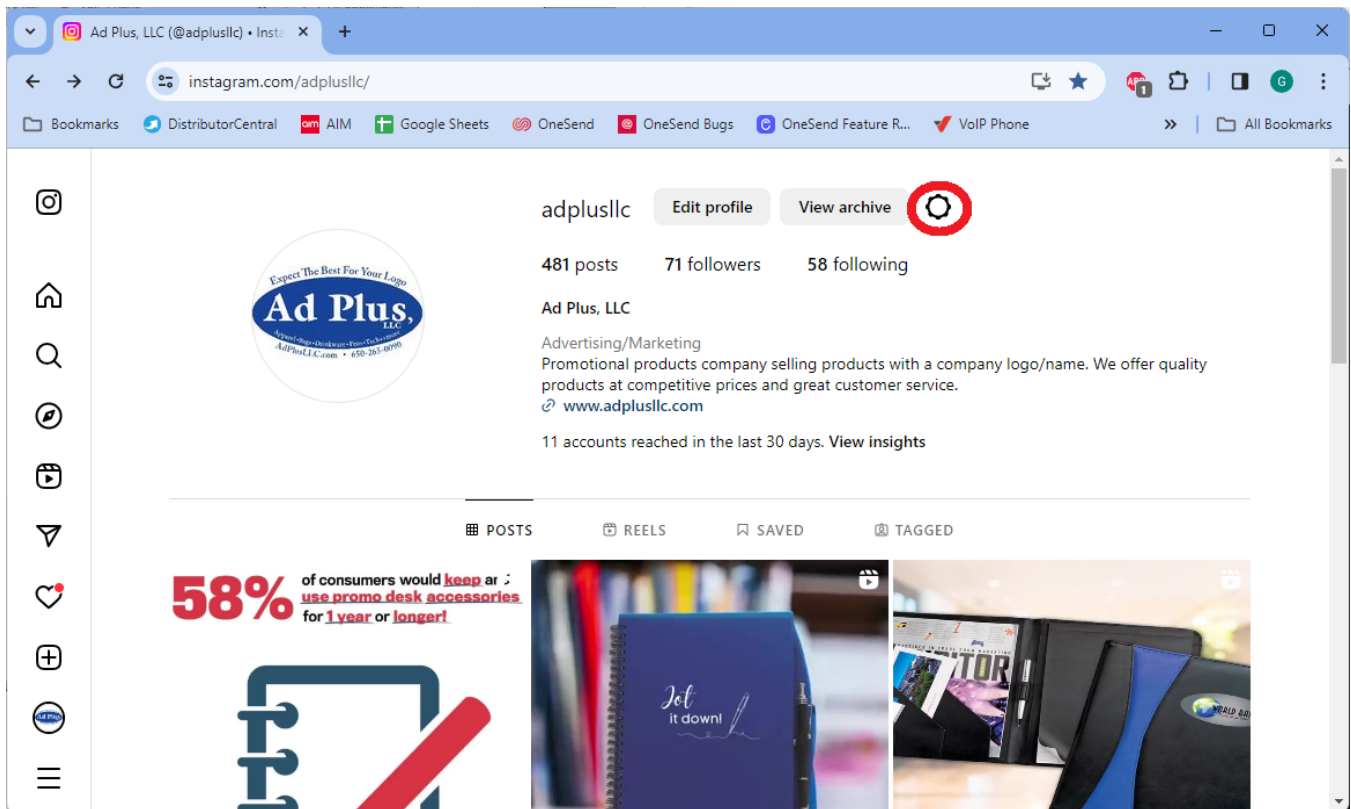 Ad Plus, LLC (@adplusllc) • Insta
instagram.com/adplusllc/
1
G
Bookmarks DistributorCentral aim AIM Google Sheets OneSend OneSend Bugs OneSend Feature R... VoIP Phone » All Bookmarks
adplusllc Edit profile View archive
481 posts 71 followers 58 following
Expect The Best For Your Logo
Ad Plus,
LLC
AdPlusLLC.com • 650-263-0090
Ad Plus, LLC
Advertising/Marketing
Promotional products company selling products with a company logo/name. We offer quality
products at competitive prices and great customer service.
www.adplusllc.com
11 accounts reached in the last 30 days. View insights
POSTS REELS SAVED TAGGED
58% of consumers would keep
use promo desk accessories
for 1 year or longer!
Jot
it down!
Ad Plus